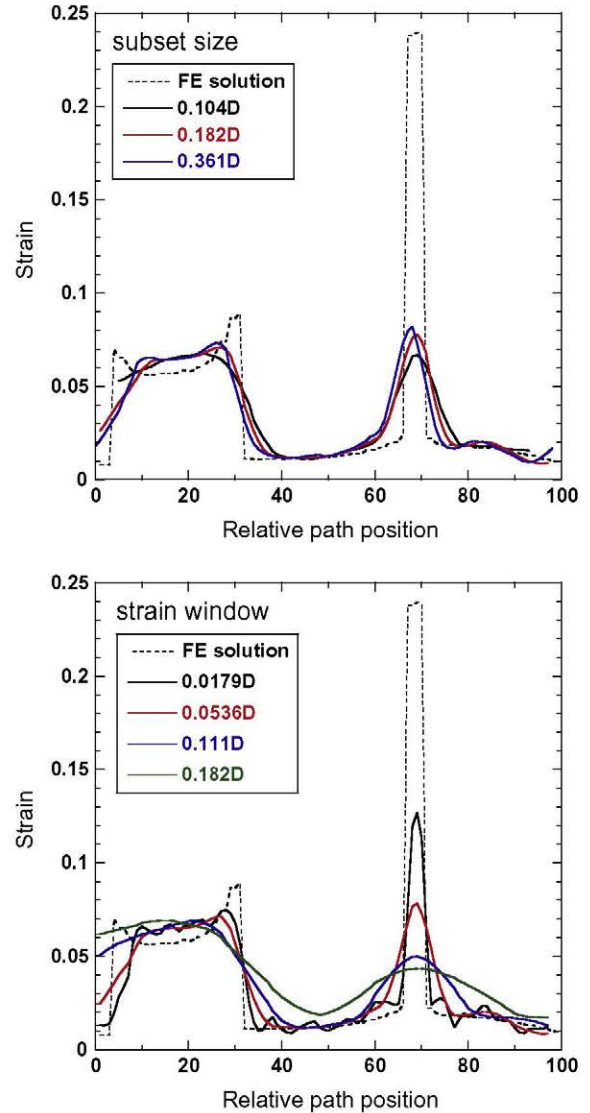 subset size
FE solution
0.104D
0.182D
0.361D
0.25
0.2
0.15
0.1
0.05
0
Strain
0 20 40 60 80 100
Relative path position
strain window
FE solution
0.0179D
0.0536D
0.111D
0.182D
0.25
0.2
0.15
0.1
0.05
0
Strain
0 20 40 60 80 100
Relative path position